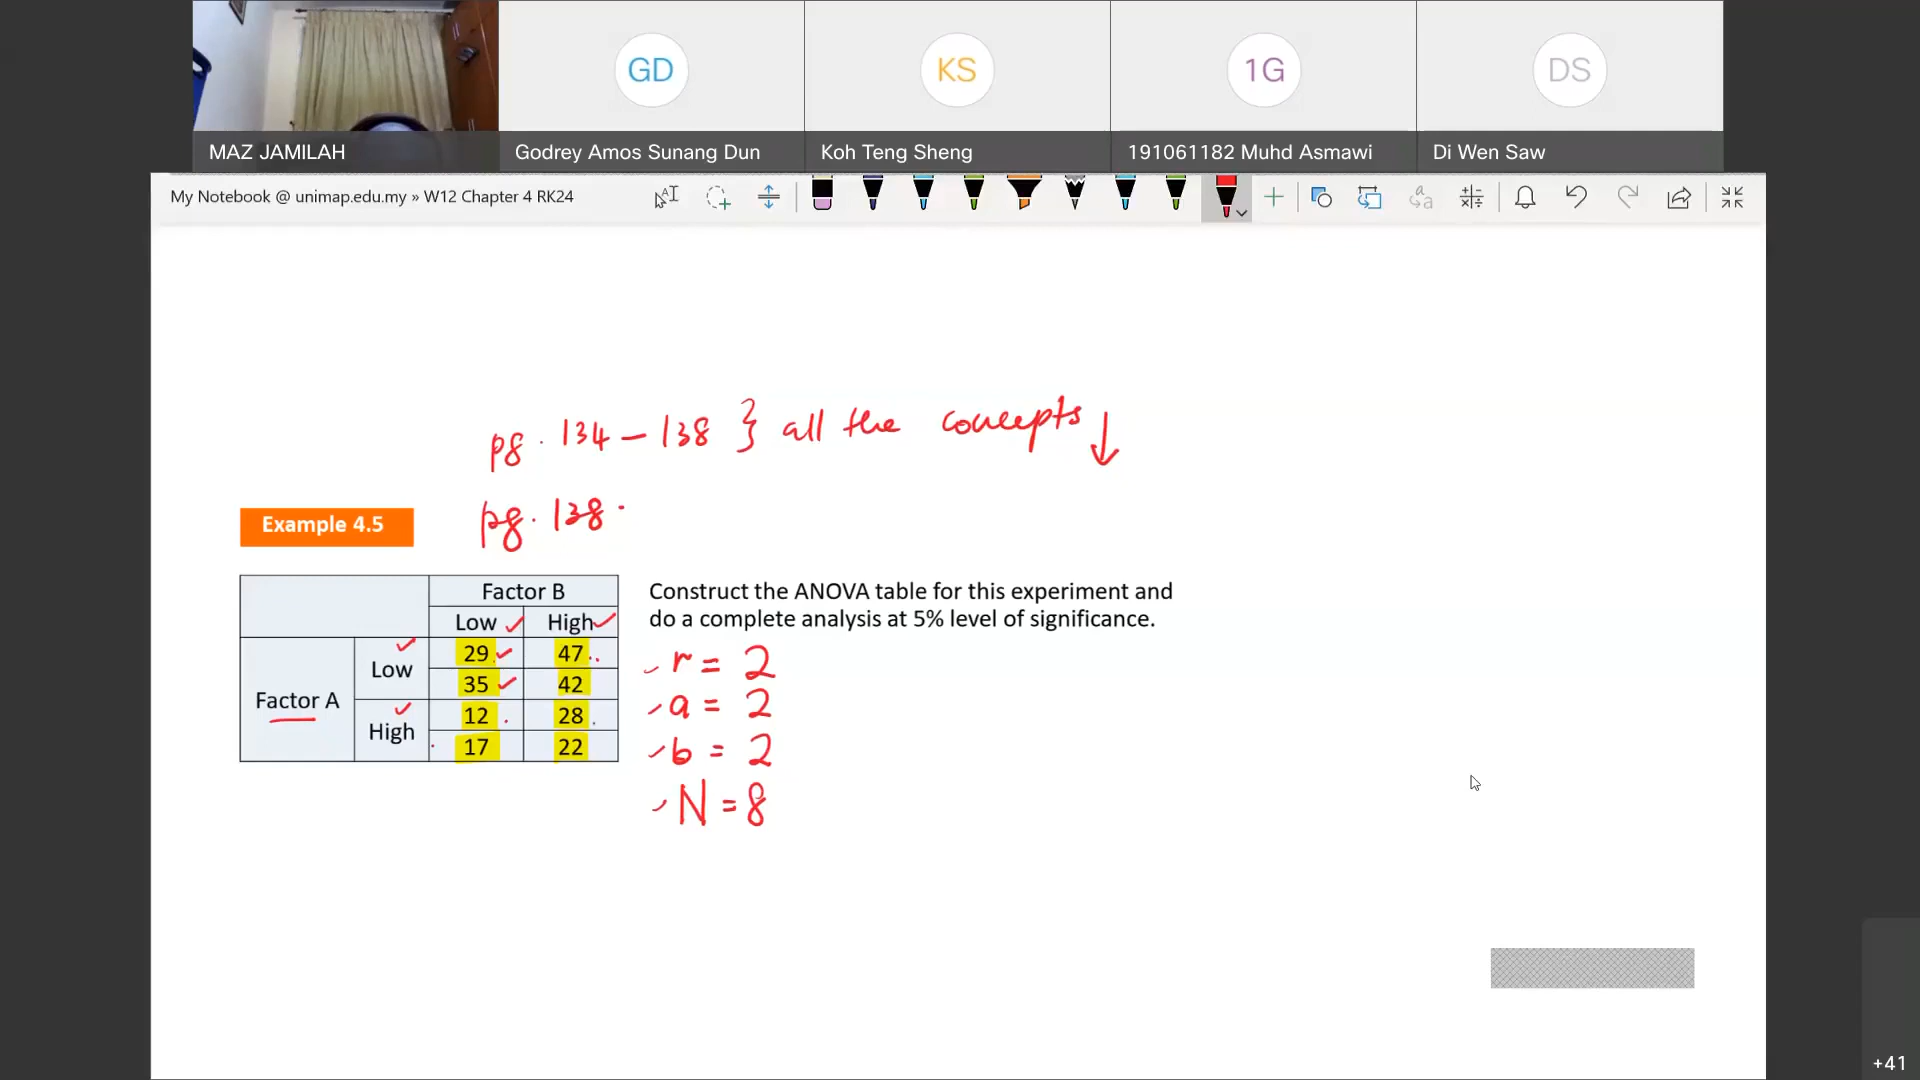 GD
KS
1G
DS
MAZ JAMILAH
Godrey Amos Sunang Dun
Koh Teng Sheng
191061182 Muhd Asmawi
Di Wen Saw
My Notebook @ unimap.edu.my » W12 Chapter 4 RK24
pg. 134 - 138 } all the concepts ↓
pg. 138.
Example 4.5
Factor B
Low High
Factor A
Low
29 47
35 42
High
12 28
17 22
Construct the ANOVA table for this experiment and
do a complete analysis at 5% level of significance.
r = 2
a = 2
b = 2
N = 8
+41